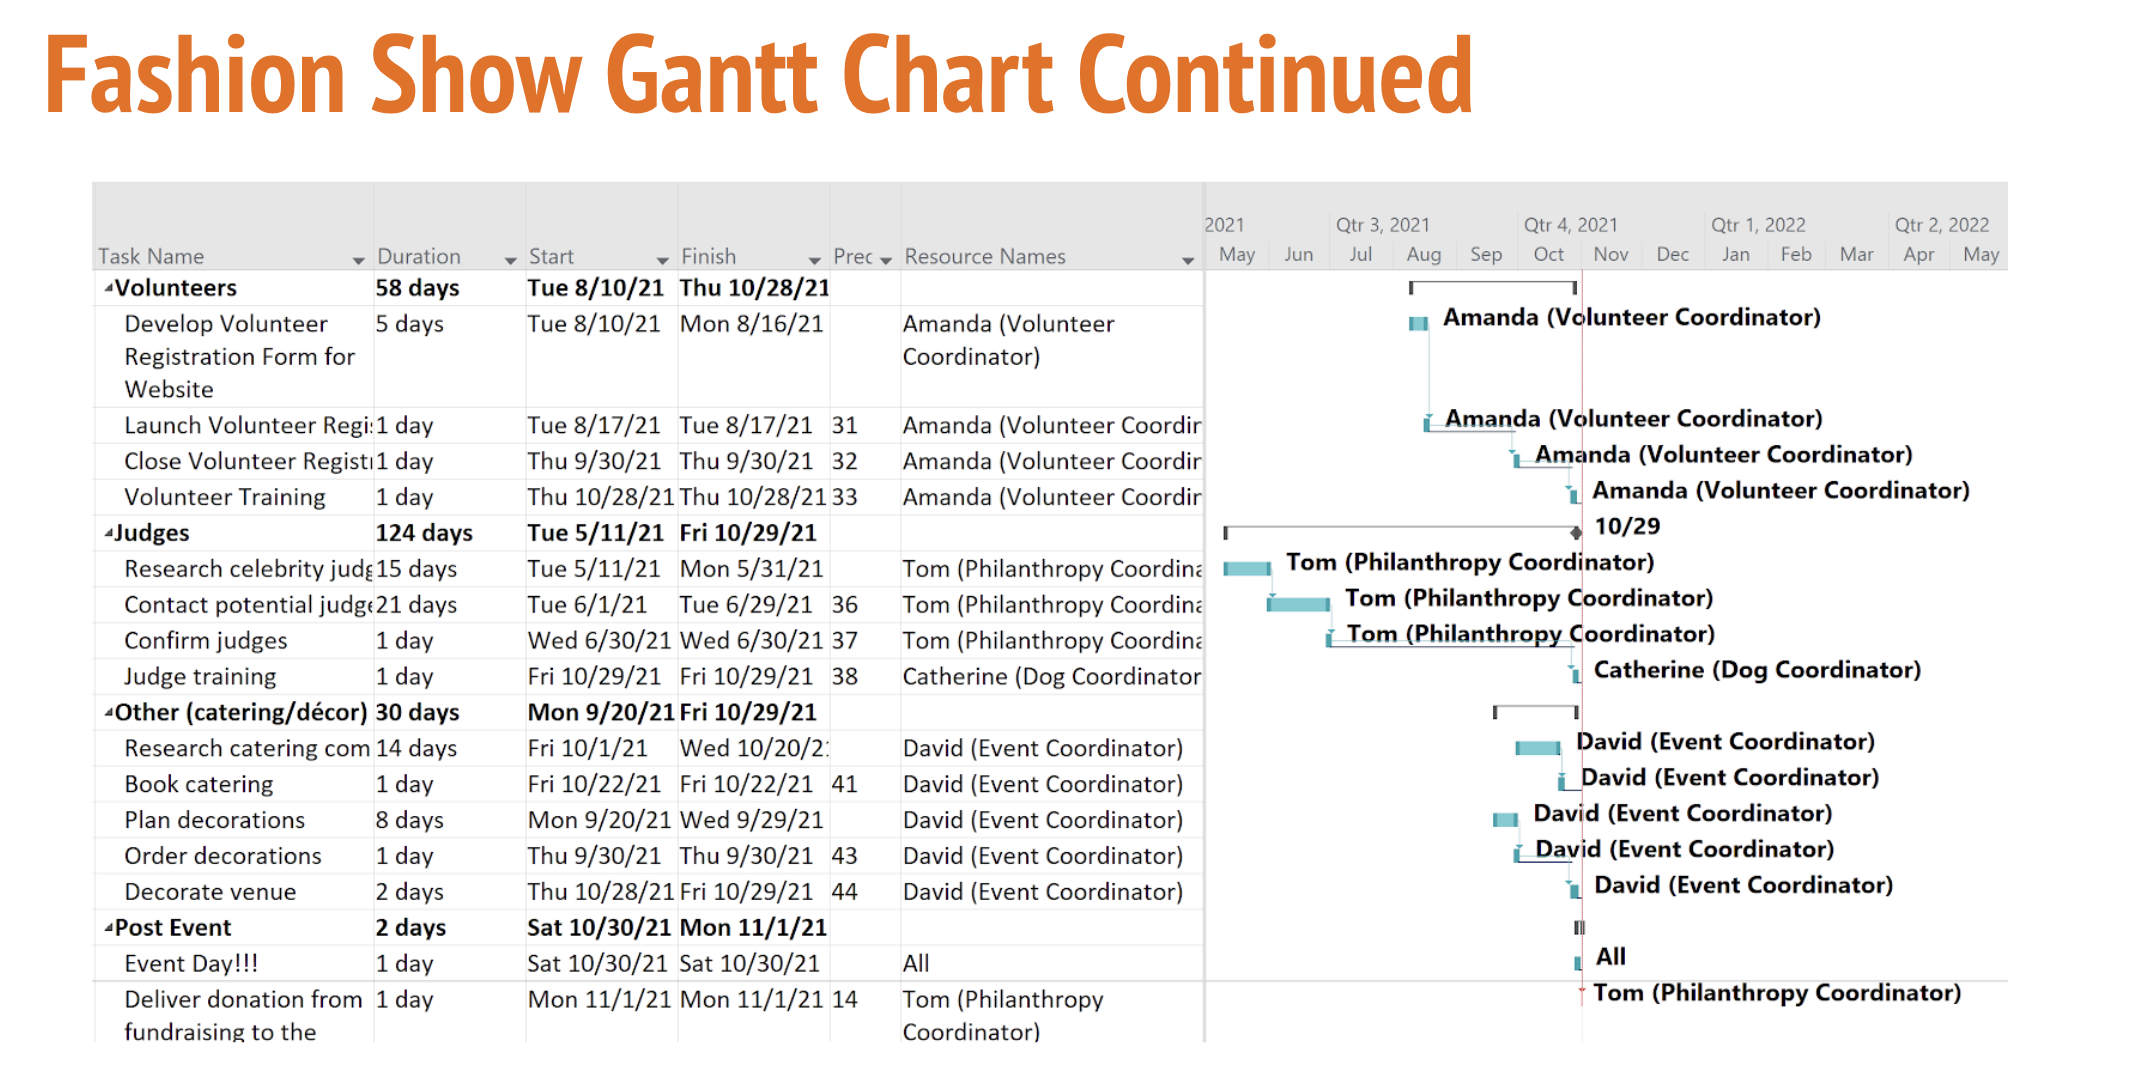 Fashion Show Gantt Chart Continued
2021 Qtr 3, 2021 Qtr 4, 2021 Qtr 1, 2022 Qtr 2, 2022
Task Name Duration Start Finish Prec Resource Names May Jun Jul Aug Sep Oct Nov Dec Jan Feb Mar Apr May
Volunteers 58 days Tue 8/10/21 Thu 10/28/21
Develop Volunteer 5 days Tue 8/10/21 Mon 8/16/21 Amanda (Volunteer Amanda (Volunteer Coordinator)
Registration Form for Coordinator)
Website
Launch Volunteer Regis 1 day Tue 8/17/21 Tue 8/17/21 31 Amanda (Volunteer Coordir Amanda (Volunteer Coordinator)
Close Volunteer Registr 1 day Thu 9/30/21 Thu 9/30/21 32 Amanda (Volunteer Coordir Amanda (Volunteer Coordinator)
Volunteer Training 1 day Thu 10/28/21 Thu 10/28/21 33 Amanda (Volunteer Coordir Amanda (Volunteer Coordinator)
Judges 124 days Tue 5/11/21 Fri 10/29/21 10/29
Research celebrity judg 15 days Tue 5/11/21 Mon 5/31/21 Tom (Philanthropy Coordina Tom (Philanthropy Coordinator)
Contact potential judge 21 days Tue 6/1/21 Tue 6/29/21 36 Tom (Philanthropy Coordina Tom (Philanthropy Coordinator)
Confirm judges 1 day Wed 6/30/21 Wed 6/30/21 37 Tom (Philanthropy Coordina Tom (Philanthropy Coordinator)
Judge training 1 day Fri 10/29/21 Fri 10/29/21 38 Catherine (Dog Coordinator Catherine (Dog Coordinator)
Other (catering/décor) 30 days Mon 9/20/21 Fri 10/29/21
Research catering com 14 days Fri 10/1/21 Wed 10/20/2 David (Event Coordinator) David (Event Coordinator)
Book catering 1 day Fri 10/22/21 Fri 10/22/21 41 David (Event Coordinator) David (Event Coordinator)
Plan decorations 8 days Mon 9/20/21 Wed 9/29/21 David (Event Coordinator) David (Event Coordinator)
Order decorations 1 day Thu 9/30/21 Thu 9/30/21 43 David (Event Coordinator) David (Event Coordinator)
Decorate venue 2 days Thu 10/28/21 Fri 10/29/21 44 David (Event Coordinator) David (Event Coordinator)
Post Event 2 days Sat 10/30/21 Mon 11/1/21
Event Day!!! 1 day Sat 10/30/21 Sat 10/30/21 All All
Deliver donation from 1 day Mon 11/1/21 Mon 11/1/21 14 Tom (Philanthropy Tom (Philanthropy Coordinator)
fundraising to the Coordinator)